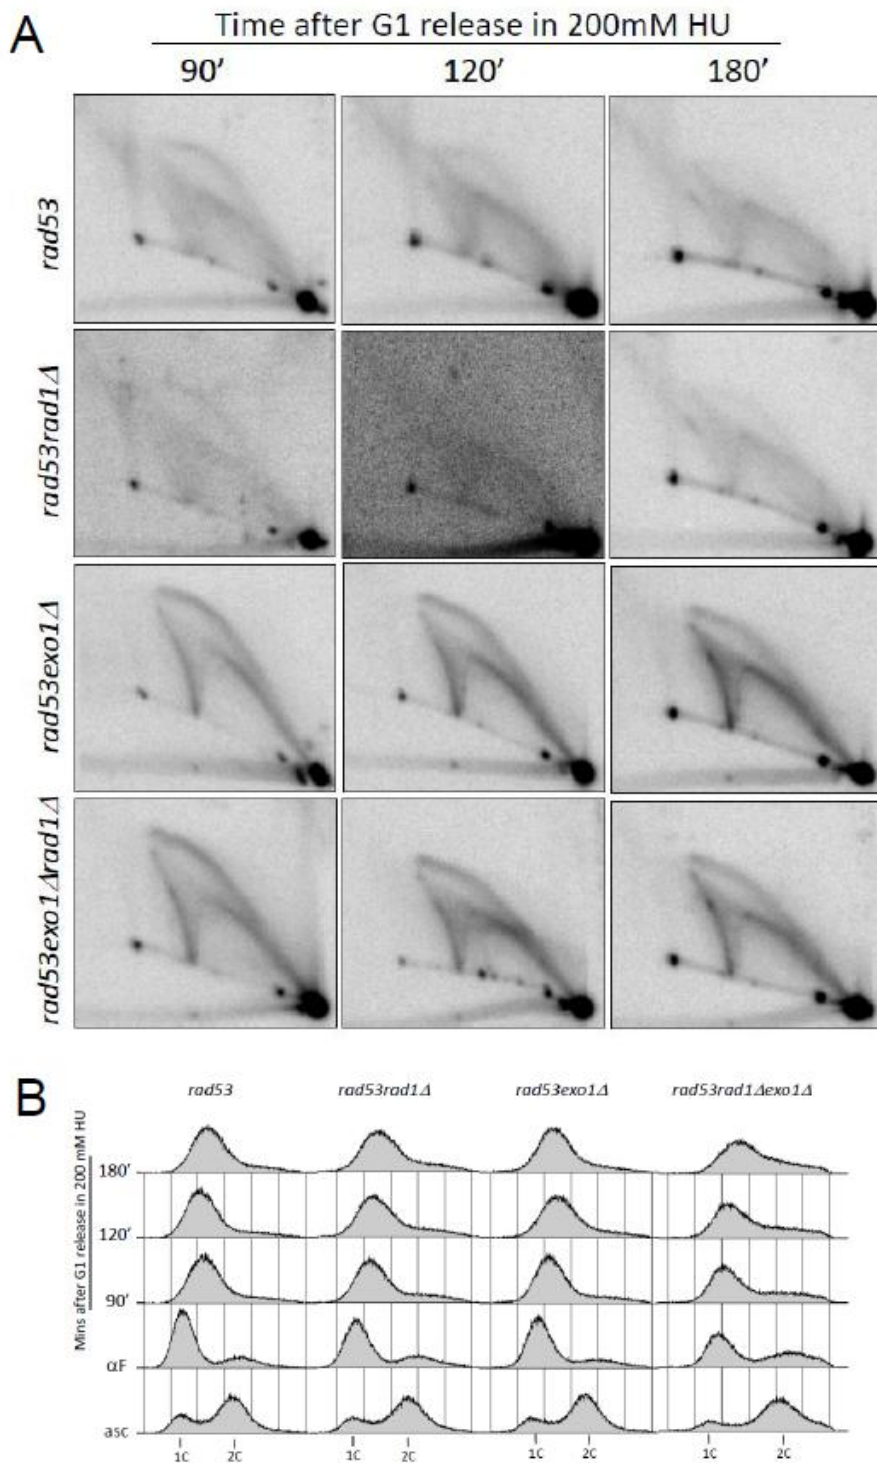 A
Time after G1 release in 200mM HU
90′ 120′ 180′
rad53
rad53rad1Δ
rad53exo1Δ
rad53exo1Δrad1Δ
B
rad53 rad53rad1Δ rad53exo1Δ rad53rad1Δexo1Δ
Mins after G1 release in 200 mM HU
180′
120′
90′
αF
asc
1C 2C 1C 2C 1C 2C 1C 2C